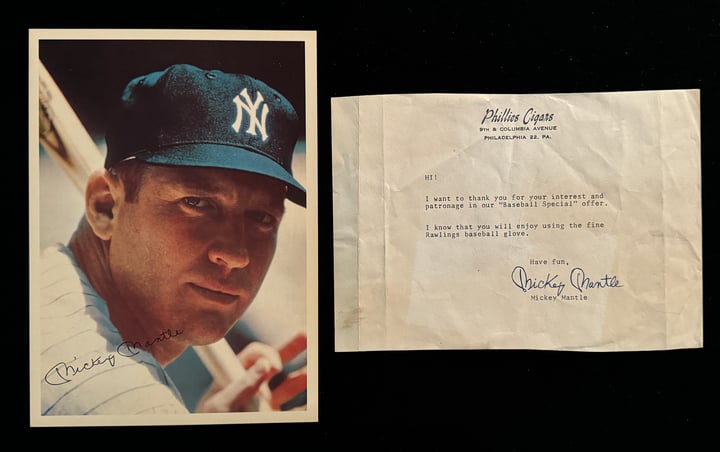 NY
Mickey Mantle
Phillies Cigars
9TH & COLUMBIA AVENUE
PHILADELPHIA 22, PA.
HI!
I want to thank you for your interest and
patronage in our "Baseball Special" offer.
I know that you will enjoy using the fine
Rawlings baseball glove.
Have fun,
Mickey Mantle
Mickey Mantle